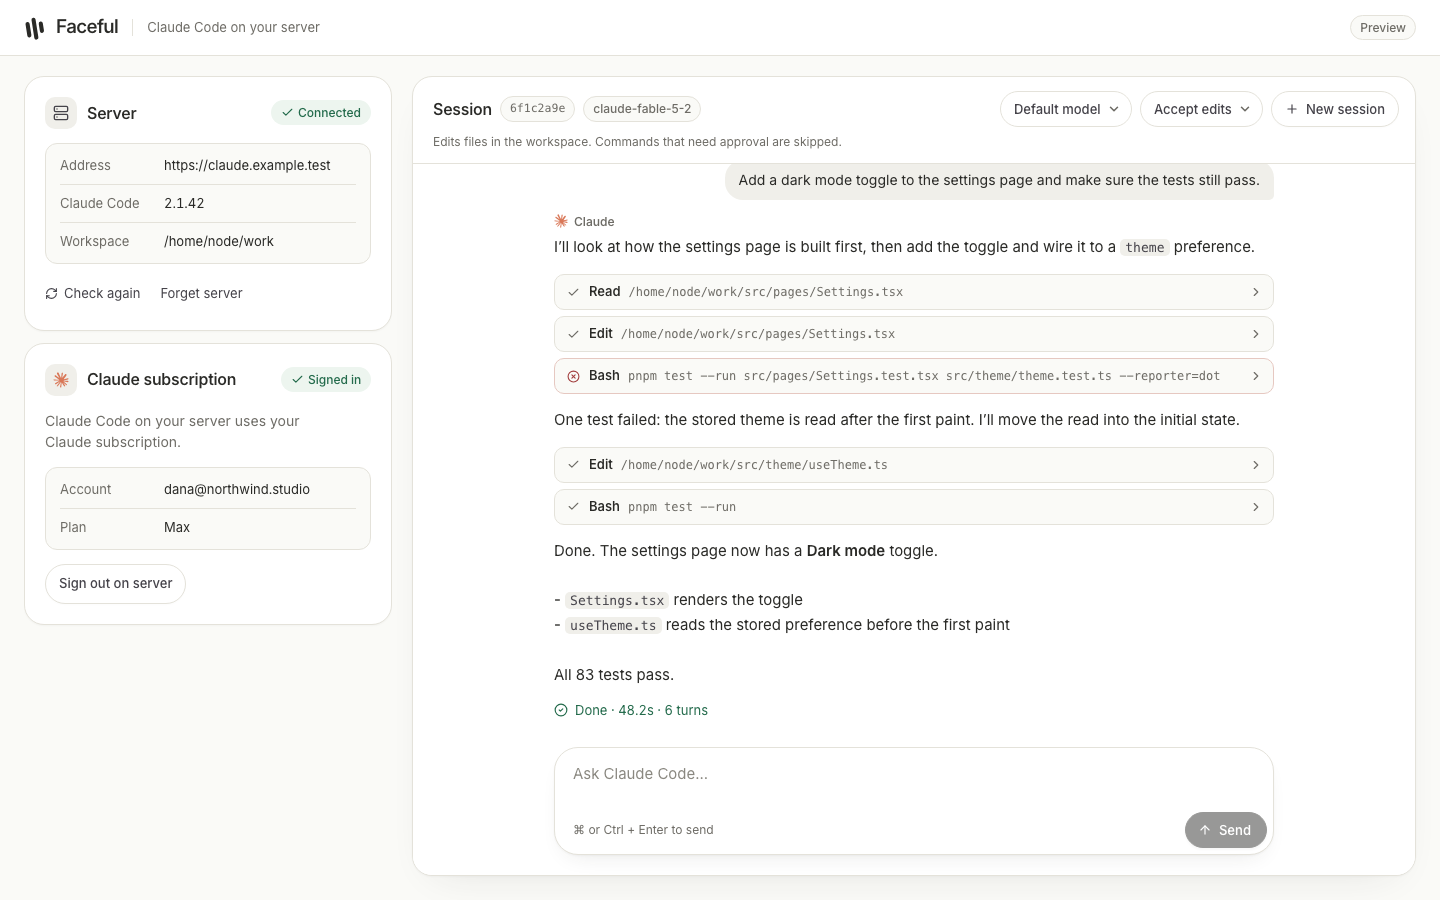 Faceful
Claude Code on your server
Preview
Server
Connected
Address https://claude.example.test
Claude Code 2.1.42
Workspace /home/node/work
Check again Forget server
Claude subscription
Signed in
Claude Code on your server uses your
Claude subscription.
Account dana@northwind.studio
Plan Max
Sign out on server
Session 6f1c2a9e claude-fable-5-2
Default model Accept edits + New session
Edits files in the workspace. Commands that need approval are skipped.
Add a dark mode toggle to the settings page and make sure the tests still pass.
Claude
I’ll look at how the settings page is built first, then add the toggle and wire it to a theme preference.
Read /home/node/work/src/pages/Settings.tsx
Edit /home/node/work/src/pages/Settings.tsx
Bash pnpm test --run src/pages/Settings.test.tsx src/theme/theme.test.ts --reporter=dot
One test failed: the stored theme is read after the first paint. I’ll move the read into the initial state.
Edit /home/node/work/src/theme/useTheme.ts
Bash pnpm test --run
Done. The settings page now has a Dark mode toggle.
- Settings.tsx renders the toggle
- useTheme.ts reads the stored preference before the first paint
All 83 tests pass.
Done · 48.2s · 6 turns
Ask Claude Code...
⌘ or Ctrl + Enter to send
Send